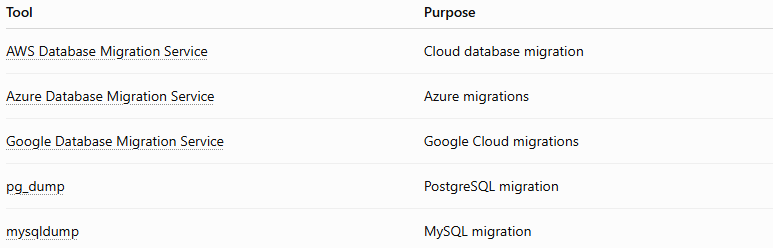 Tool Purpose
AWS Database Migration Service Cloud database migration
Azure Database Migration Service Azure migrations
Google Database Migration Service Google Cloud migrations
pg_dump PostgreSQL migration
mysqldump MySQL migration